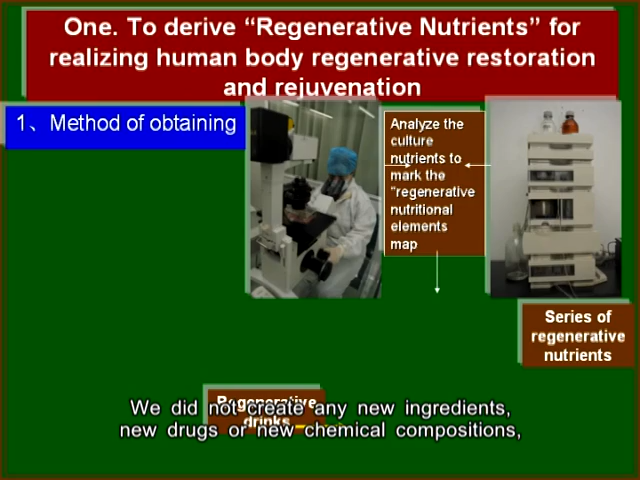 One. To derive “Regenerative Nutrients” for
realizing human body regenerative restoration
and rejuvenation
1、Method of obtaining
Analyze the
culture
nutrients to
mark the
"regenerative
nutritional
elements
map
Series of
regenerative
nutrients
Regenerative
drinks
We did not create any new ingredients,
new drugs or new chemical compositions,